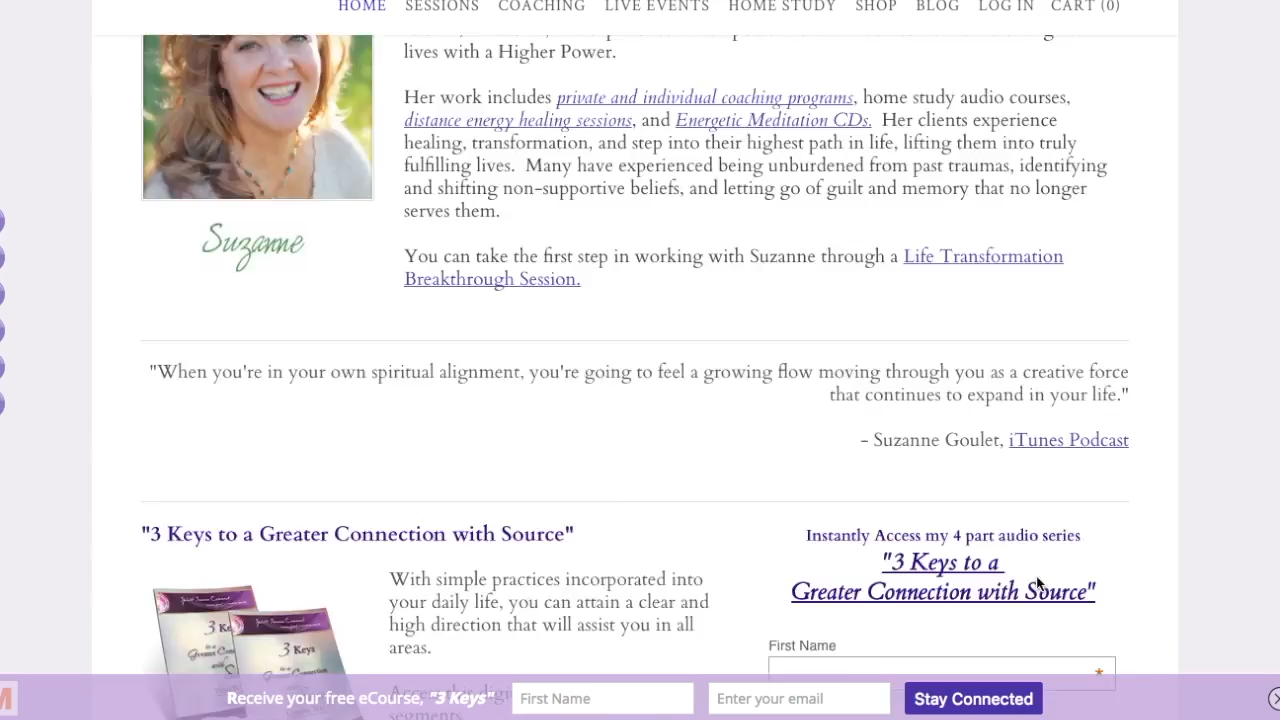 HOME SESSIONS COACHING LIVE EVENTS HOME STUDY SHOP BLOG LOG IN CART (0)
lives with a Higher Power.
Her work includes private and individual coaching programs, home study audio courses,
distance energy healing sessions, and Energetic Meditation CDs. Her clients experience
healing, transformation, and step into their highest path in life, lifting them into truly
fulfilling lives. Many have experienced being unburdened from past traumas, identifying
and shifting non-supportive beliefs, and letting go of guilt and memory that no longer
serves them.
Suzanne
You can take the first step in working with Suzanne through a Life Transformation
Breakthrough Session.
"When you're in your own spiritual alignment, you're going to feel a growing flow moving through you as a creative force
that continues to expand in your life."
- Suzanne Goulet, iTunes Podcast
"3 Keys to a Greater Connection with Source"
With simple practices incorporated into
your daily life, you can attain a clear and
high direction that will assist you in all
areas.
3 Keys
Instantly Access my 4 part audio series
"3 Keys to a
Greater Connection with Source"
First Name
*
Receive your free eCourse, "3 Keys" First Name Enter your email Stay Connected